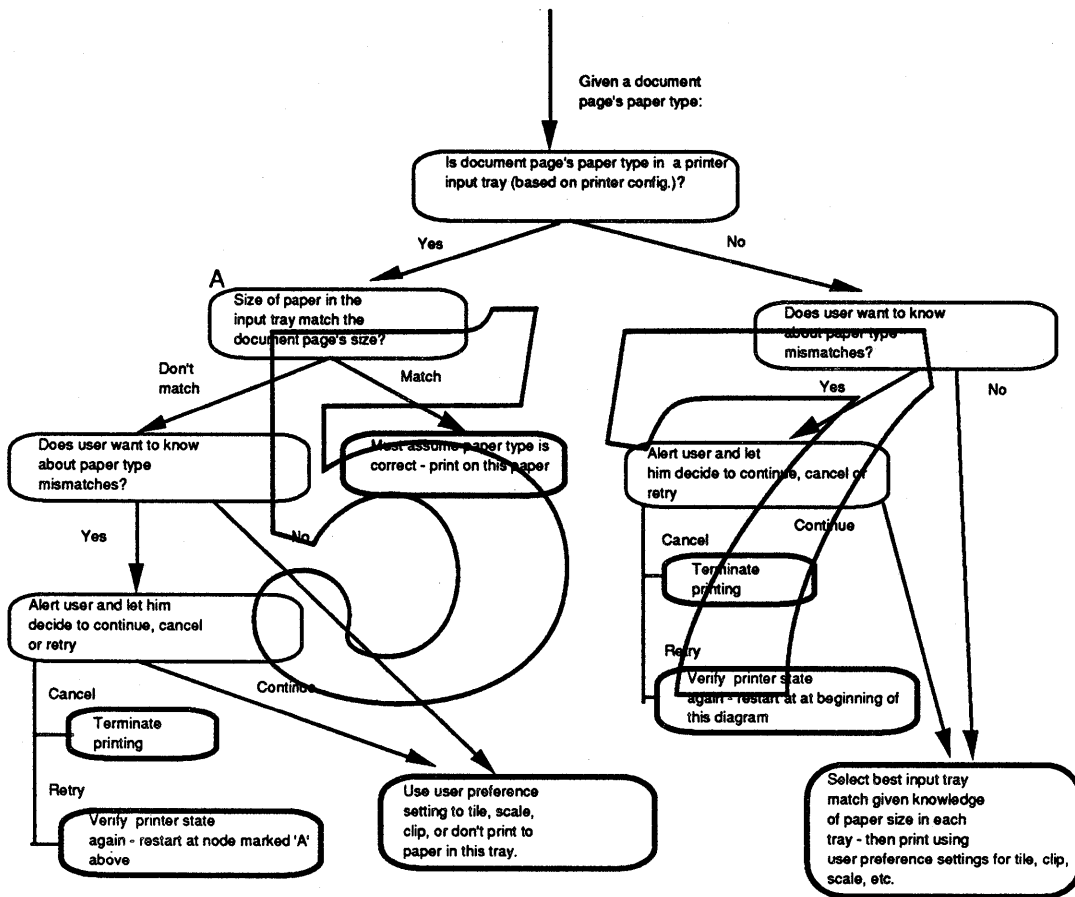 Given a document
page's paper type:
Is document page's paper type in a printer
input tray (based on printer config.)?
Yes
No
A
Size of paper in the
input tray match the
document page's size?
Does user want to know
about paper type
mismatches?
Don't
match
Match
Yes
No
Does user want to know
about paper type
mismatches?
Must assume paper type is
correct - print on this paper
Alert user and let
him decide to continue, cancel or
retry
Yes
No
Continue
Cancel
Terminate
printing
Alert user and let him
decide to continue, cancel
or retry
Retry
Verify printer state
again - restart at at beginning of
this diagram
Continue
Cancel
Terminate
printing
Retry
Verify printer state
again - restart at node marked 'A'
above
Use user preference
setting to tile, scale,
clip, or don't print to
paper in this tray.
Select best input tray
match given knowledge
of paper size in each
tray - then print using
user preference settings for tile, clip,
scale, etc.
57